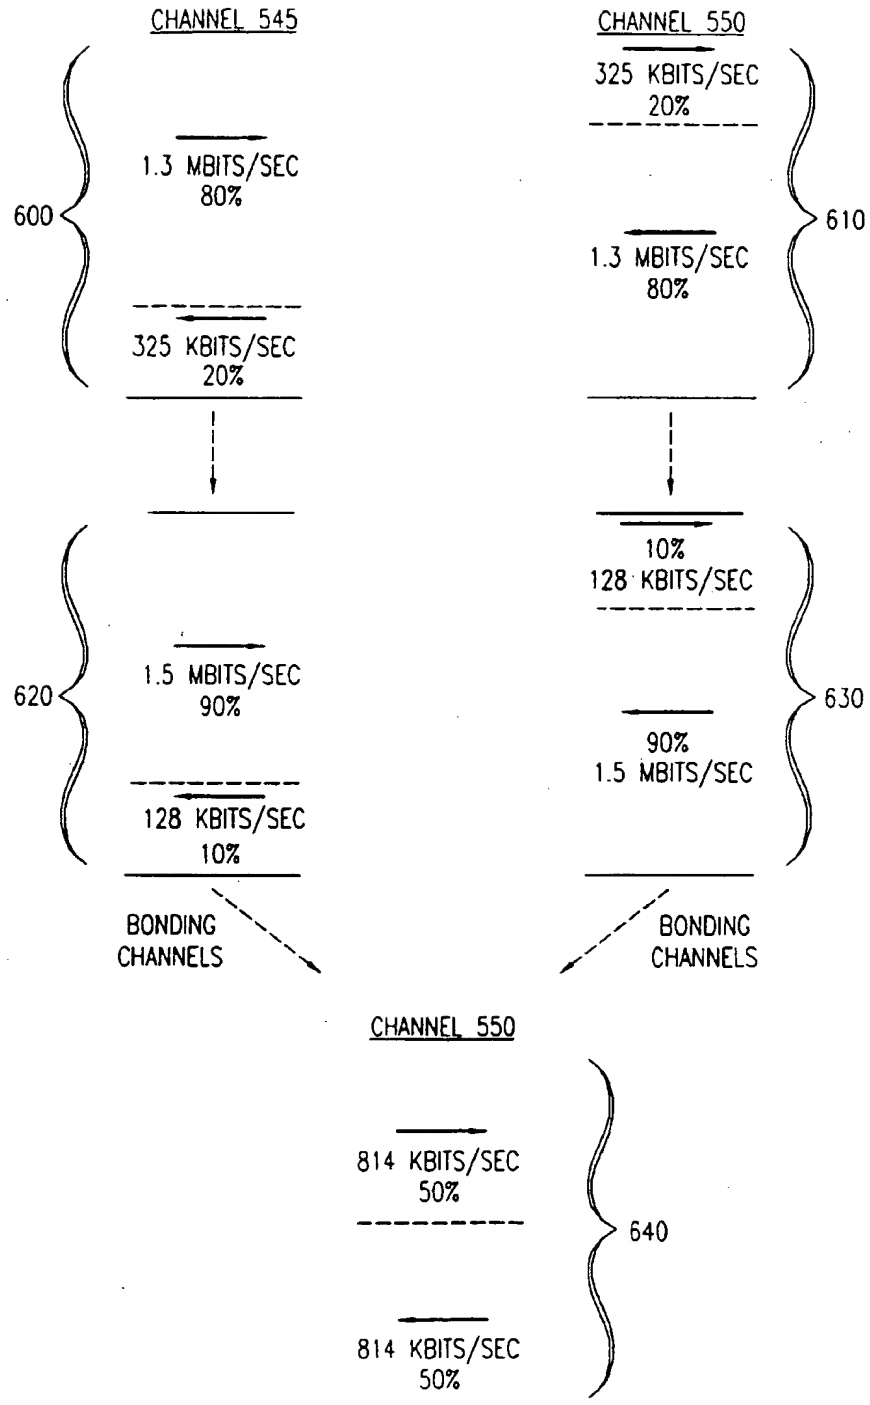 CHANNEL 545
1.3 MBITS/SEC
80%
600
325 KBITS/SEC
20%
CHANNEL 550
325 KBITS/SEC
20%
1.3 MBITS/SEC
80%
610
1.5 MBITS/SEC
90%
620
128 KBITS/SEC
10%
10%
128 KBITS/SEC
90%
1.5 MBITS/SEC
630
BONDING
CHANNELS
BONDING
CHANNELS
CHANNEL 550
814 KBITS/SEC
50%
640
814 KBITS/SEC
50%